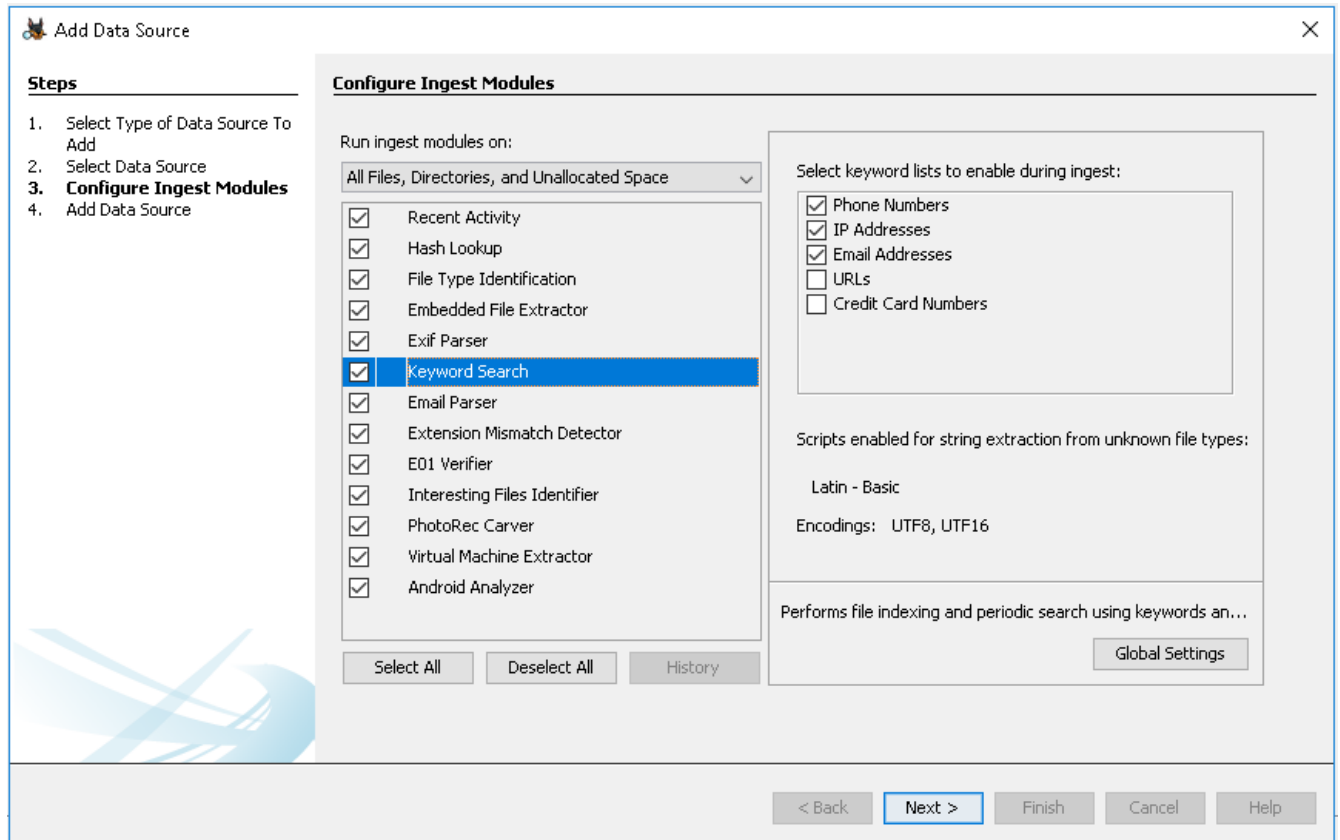 Add Data Source
Steps
1. Select Type of Data Source To
Add
2. Select Data Source
3. Configure Ingest Modules
4. Add Data Source
Configure Ingest Modules
Run ingest modules on:
All Files, Directories, and Unallocated Space
Recent Activity
Hash Lookup
File Type Identification
Embedded File Extractor
Exif Parser
Keyword Search
Email Parser
Extension Mismatch Detector
E01 Verifier
Interesting Files Identifier
PhotoRec Carver
Virtual Machine Extractor
Android Analyzer
Select All
Deselect All
History
Select keyword lists to enable during ingest:
Phone Numbers
IP Addresses
Email Addresses
URLs
Credit Card Numbers
Scripts enabled for string extraction from unknown file types:
Latin - Basic
Encodings: UTF8, UTF16
Performs file indexing and periodic search using keywords an...
Global Settings
< Back
Next >
Finish
Cancel
Help